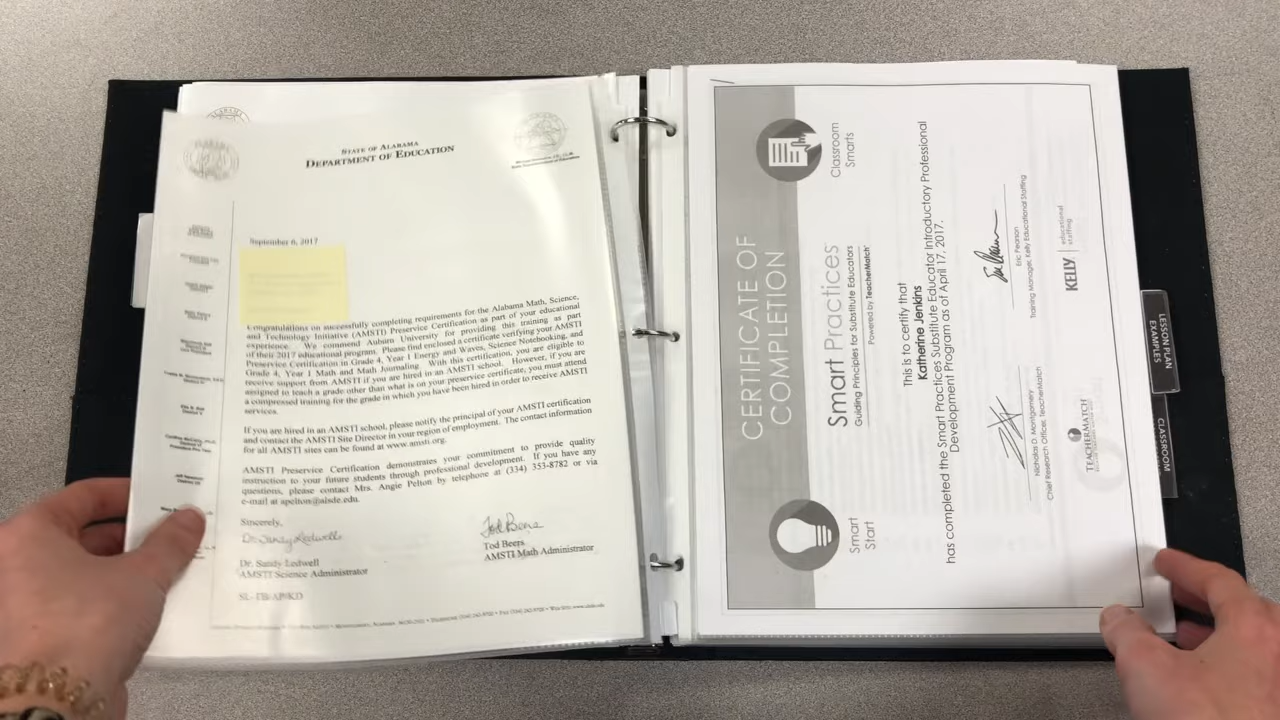 STATE OF ALABAMA
DEPARTMENT OF EDUCATION
September 6, 2017
Congratulations on successfully completing requirements for the Alabama Math, Science,
and Technology Initiative (AMSTI) Preservice Certification as part of your educational
experience. We commend Auburn University for providing this training as part
of their 2017 educational program. Please find enclosed a certificate verifying your AMSTI
Preservice Certification in Grade 4, Year 1 Energy and Waves, Science Notebooking, and
Grade 4, Year 1 Math and Math Journaling. With this certification, you are eligible to
receive support from AMSTI if you are hired in an AMSTI school. However, if you are
assigned to teach a grade other than what is on your preservice certificate, you must attend
a compressed training for the grade in which you have been hired in order to receive AMSTI
services.
If you are hired in an AMSTI school, please notify the principal of your AMSTI certification
and contact the AMSTI Site Director in your region of employment. The contact information
for all AMSTI sites can be found at www.amsti.org.
AMSTI Preservice Certification demonstrates your commitment to provide quality
instruction to your future students through professional development. If you have any
questions, please contact Mrs. Angie Pelton by telephone at (334) 353-8782 or via
e-mail at apelton@alsde.edu.
Sincerely,
Dr. Sandy Ledwell
Tod Beers
Dr. Sandy Ledwell
AMSTI Science Administrator
Tod Beers
AMSTI Math Administrator
CERTIFICATE OF
COMPLETION
Classroom
Smarts
Smart
Start
Smart Practices
Guiding Principles for Substitute Educators
Powered by TeacherMatch
This is to certify that
Katherine Jenkins
has completed the Smart Practices Substitute Educator Introductory Professional
Development Program as of April 17, 2017.
Nicholas D. Montgomery
Chief Research Officer, TeacherMatch
Eric Pearson
Training Manager, Kelly Educational Staffing
TEACHERMATCH
KELLY educational
staffing
LESSON PLAN
EXAMPLES
CLASSROOM